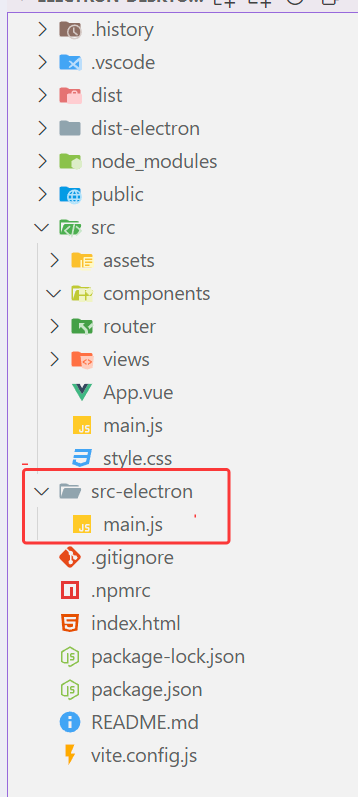 .history
.vscode
dist
dist-electron
node_modules
public
src
assets
components
router
views
App.vue
main.js
style.css
src-electron
main.js
.gitignore
.npmrc
index.html
package-lock.json
package.json
README.md
vite.config.js